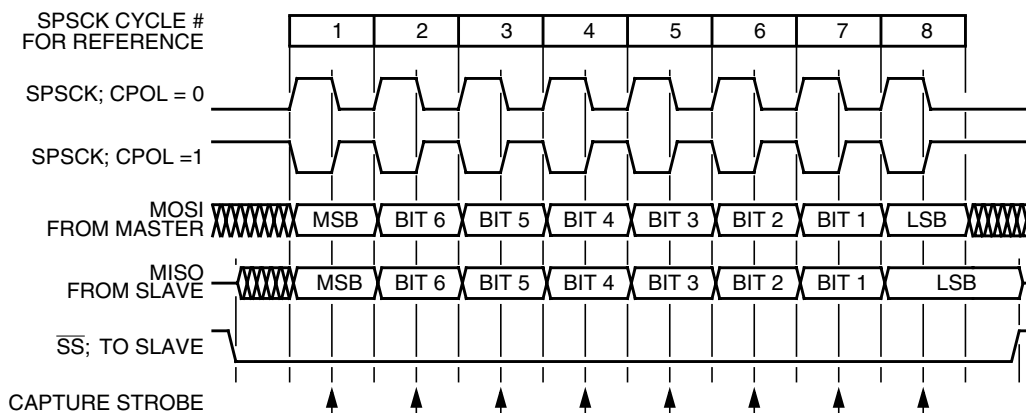 SPSCK CYCLE #
FOR REFERENCE
1 2 3 4 5 6 7 8
SPSCK; CPOL = 0
SPSCK; CPOL =1
MOSI
FROM MASTER
MSB BIT 6 BIT 5 BIT 4 BIT 3 BIT 2 BIT 1 LSB
MISO
FROM SLAVE
MSB BIT 6 BIT 5 BIT 4 BIT 3 BIT 2 BIT 1 LSB
S̅S̅; TO SLAVE
CAPTURE STROBE